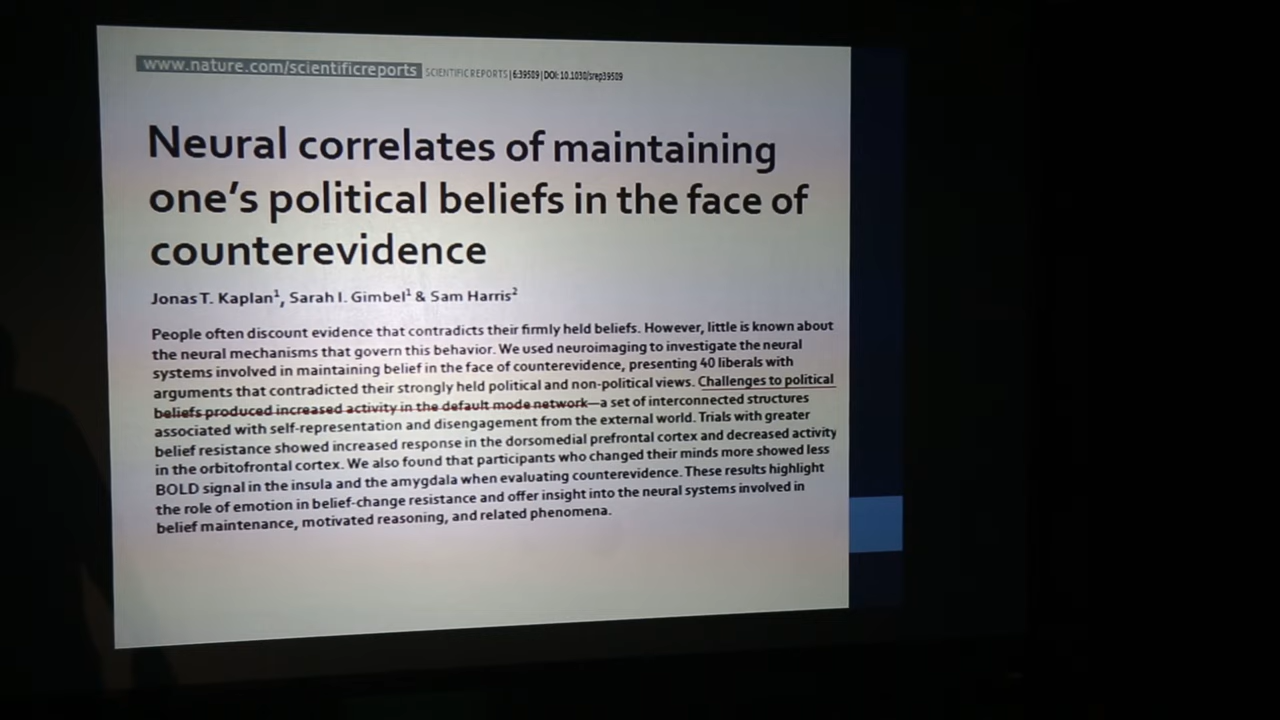 www.nature.com/scientificreports SCIENTIFIC REPORTS | 6:39589 | DOI: 10.1038/srep39589
Neural correlates of maintaining
one's political beliefs in the face of
counterevidence
Jonas T. Kaplan¹, Sarah I. Gimbel¹ & Sam Harris²
People often discount evidence that contradicts their firmly held beliefs. However, little is known about
the neural mechanisms that govern this behavior. We used neuroimaging to investigate the neural
systems involved in maintaining belief in the face of counterevidence, presenting 40 liberals with
arguments that contradicted their strongly held political and non-political views. Challenges to political
beliefs produced increased activity in the default mode network—a set of interconnected structures
associated with self-representation and disengagement from the external world. Trials with greater
belief resistance showed increased response in the dorsomedial prefrontal cortex and decreased activity
in the orbitofrontal cortex. We also found that participants who changed their minds more showed less
BOLD signal in the insula and the amygdala when evaluating counterevidence. These results highlight
the role of emotion in belief-change resistance and offer insight into the neural systems involved in
belief maintenance, motivated reasoning, and related phenomena.